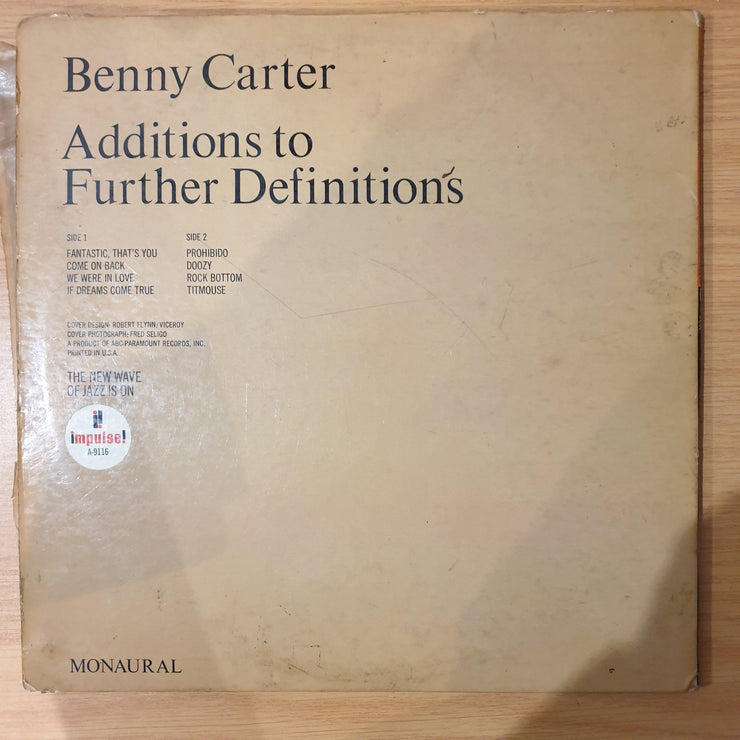 Benny Carter
Additions to
Further Definitions
SIDE 1
FANTASTIC, THAT'S YOU
COME ON BACK
WE WERE IN LOVE
IF DREAMS COME TRUE
SIDE 2
PROHIBIDO
DOOZY
ROCK BOTTOM
TITMOUSE
COVER DESIGN: ROBERT FLYNN/VICEROY
COVER PHOTOGRAPH: FRED SELIGO
A PRODUCT OF ABC-PARAMOUNT RECORDS, INC.
PRINTED IN U.S.A.
THE NEW WAVE
OF JAZZ IS ON
impulse!
A-9116
MONAURAL
6